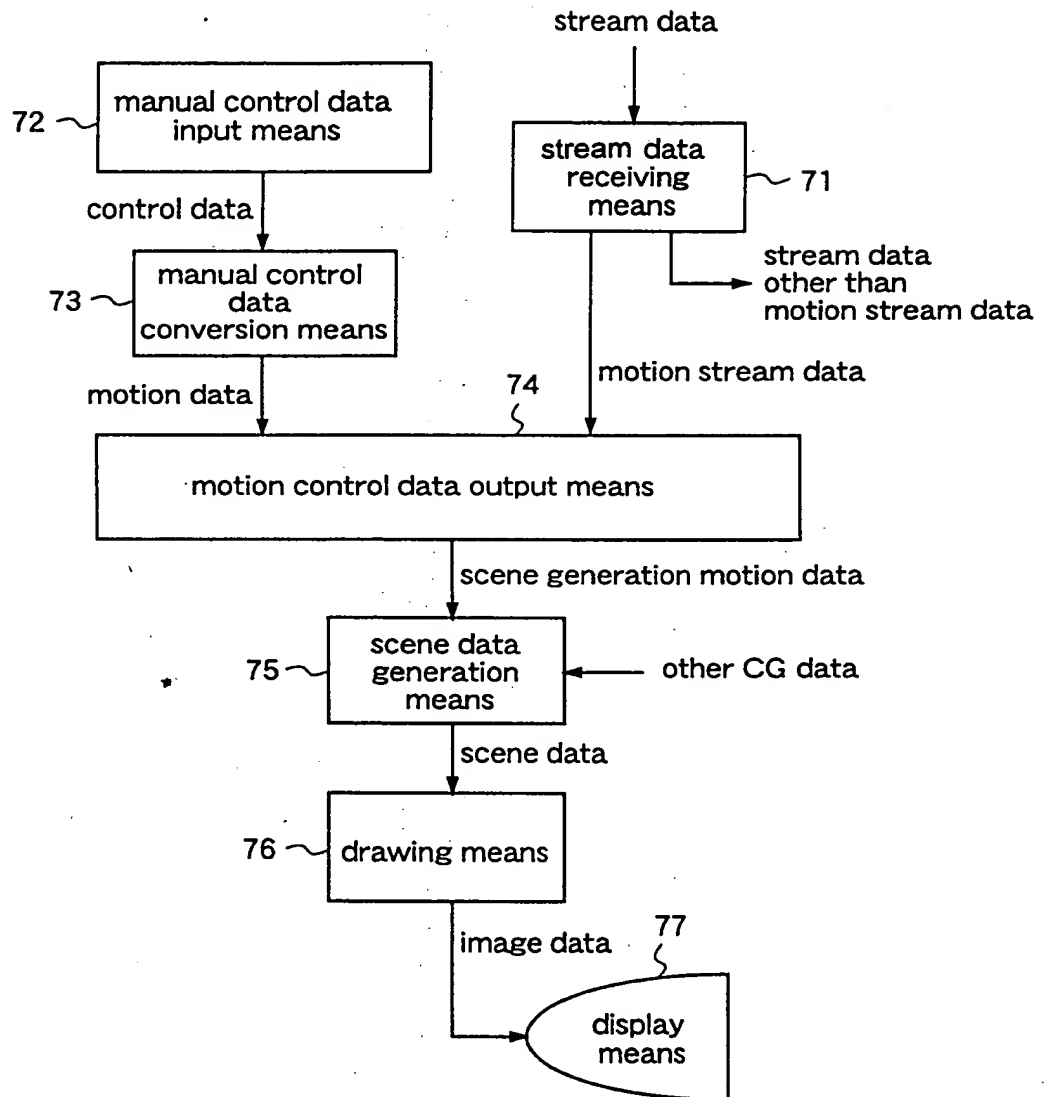 stream data
72
manual control data
input means
stream data
receiving
means
71
control data
stream data
other than
motion stream data
73
manual control
data
conversion means
motion data
motion stream data
74
motion control data output means
scene generation motion data
75
scene data
generation
means
other CG data
scene data
76
drawing means
image data
77
display
means